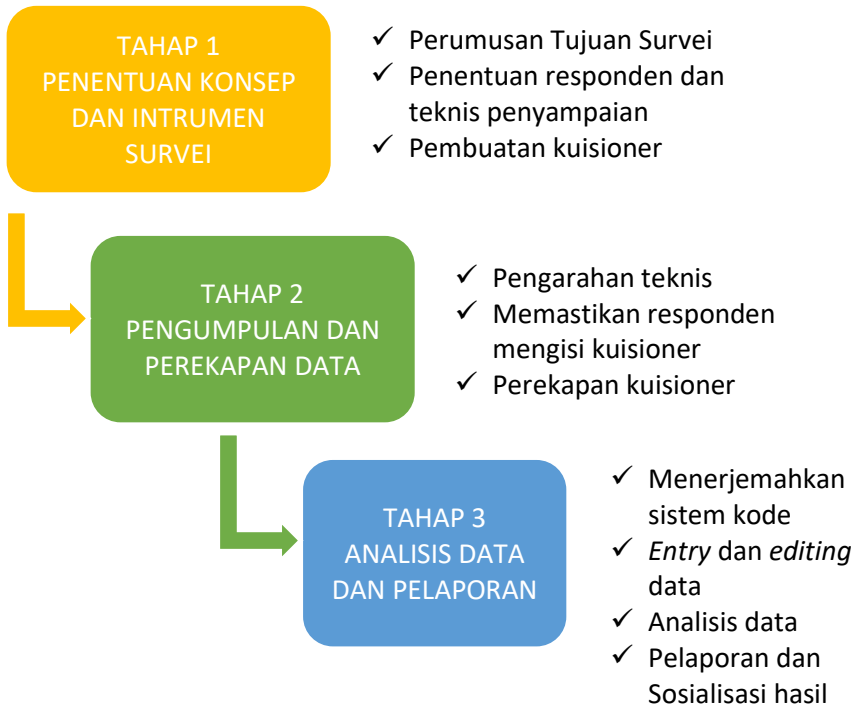 TAHAP 1
PENENTUAN KONSEP
DAN INTRUMEN
SURVEI
✓ Perumusan Tujuan Survei
✓ Penentuan responden dan
teknis penyampaian
✓ Pembuatan kuisioner
TAHAP 2
PENGUMPULAN DAN
PEREKAPAN DATA
✓ Pengarahan teknis
✓ Memastikan responden
mengisi kuisioner
✓ Perekapan kuisioner
TAHAP 3
ANALISIS DATA
DAN PELAPORAN
✓ Menerjemahkan
sistem kode
✓ Entry dan editing
data
✓ Analisis data
✓ Pelaporan dan
Sosialisasi hasil